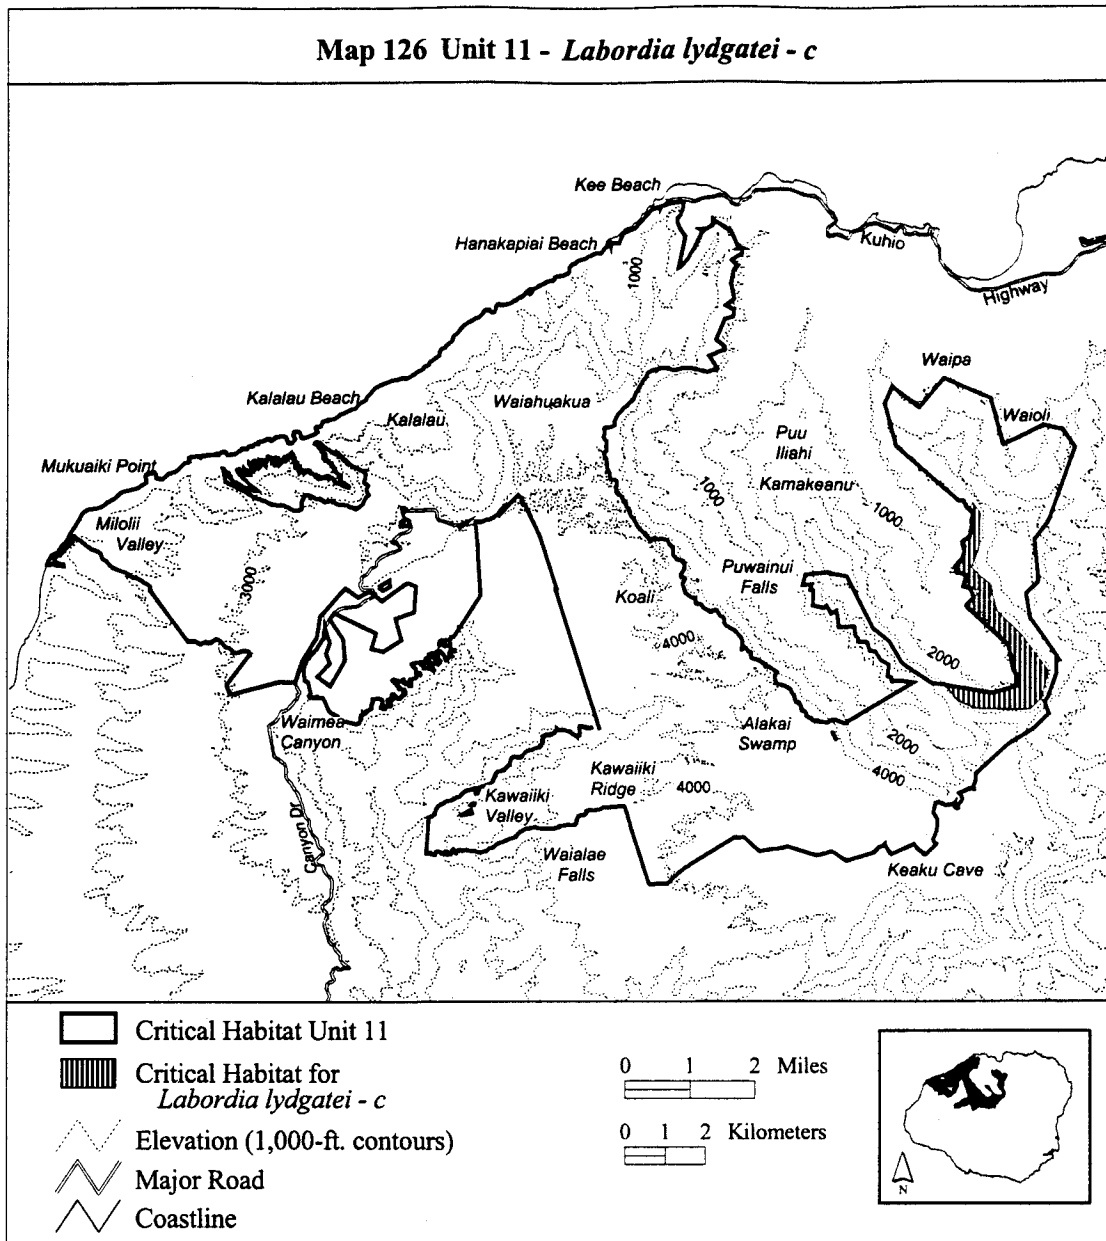 Map 126 Unit 11 - Labordia lydgatei - c
Kee Beach
Hanakapiai Beach
Kuhio
Highway
1000
Waipa
Kalalau Beach
Waiahuakua
Kalalau
Waioli
Puu
Iliahi
Mukuaiki Point
Kamakeanu
1000
1000
Milolii
Valley
3000
Puwainui
Falls
Koali
4000
2000
Waimea
Canyon
Alakai
Swamp
2000
4000
Kawaiiki
Ridge
4000
Kawaiiki
Valley
Canyon Dr
Waialae
Falls
Keaku Cave
Critical Habitat Unit 11
Critical Habitat for
Labordia lydgatei - c
Elevation (1,000-ft. contours)
Major Road
Coastline
0 1 2 Miles
0 1 2 Kilometers
N